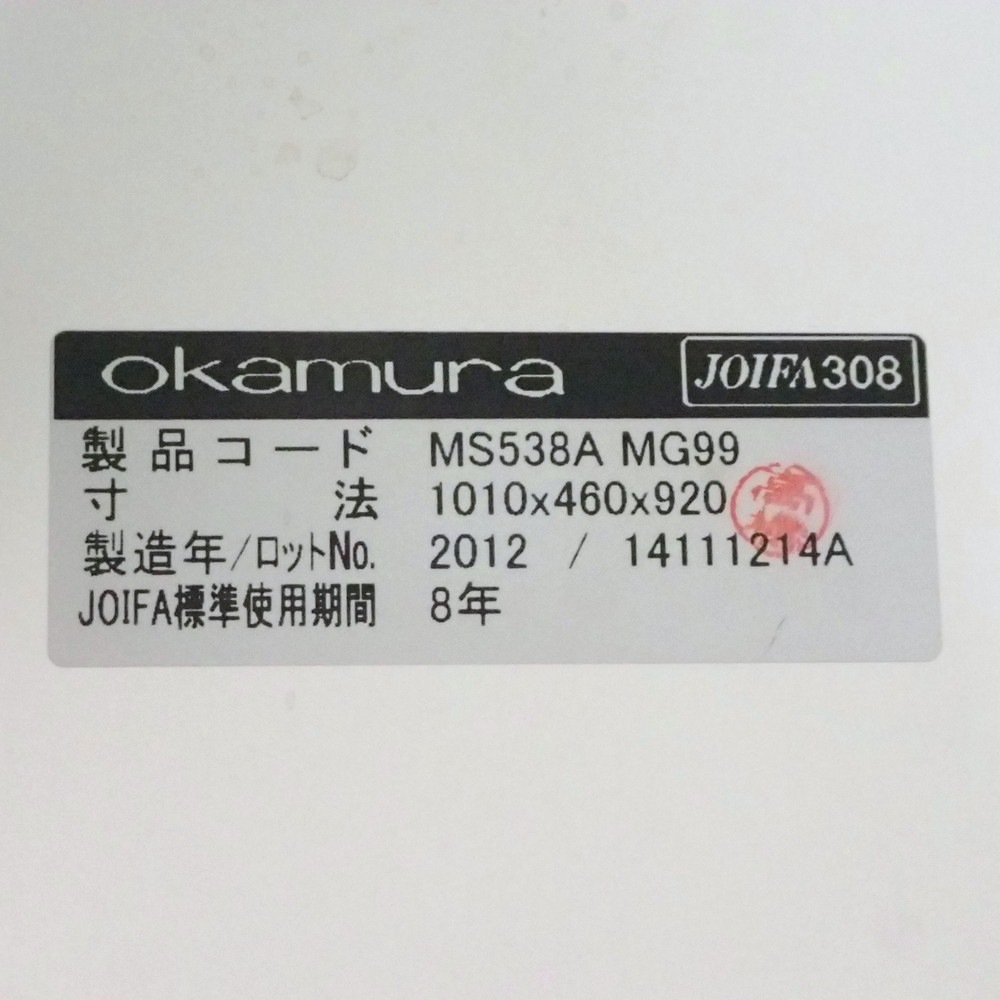 okamura JOIFA308
製品コード MS538A MG99
寸法 1010x460x920
製造年/ロットNo. 2012 / 14111214A
JOIFA標準使用期間 8年